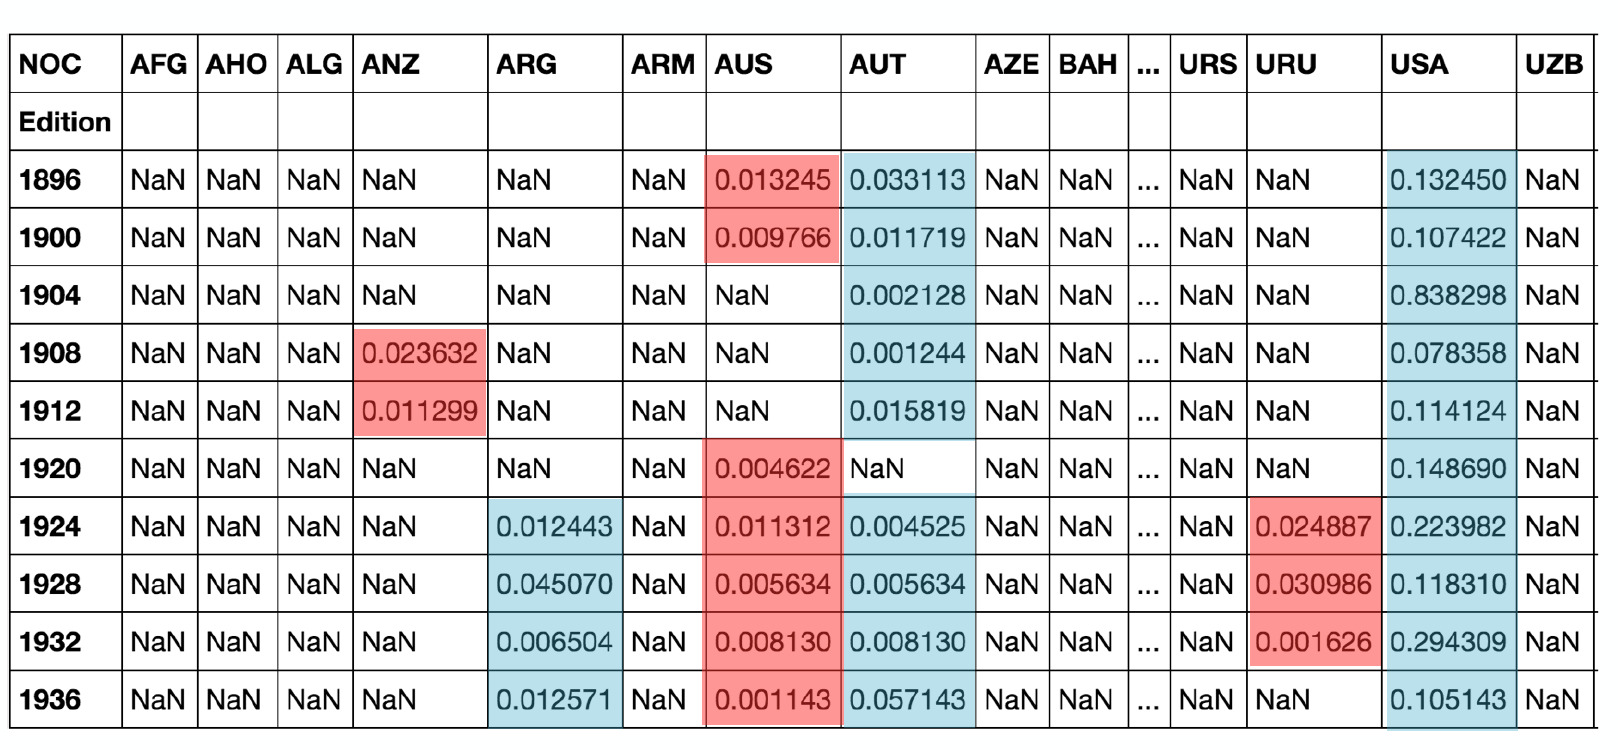 NOC AFG AHO ALG ANZ ARG ARM AUS AUT AZE BAH ... URS URU USA UZB
Edition
1896 NaN NaN NaN NaN NaN NaN 0.013245 0.033113 NaN NaN ... NaN NaN 0.132450 NaN
1900 NaN NaN NaN NaN NaN NaN 0.009766 0.011719 NaN NaN ... NaN NaN 0.107422 NaN
1904 NaN NaN NaN NaN NaN NaN NaN 0.002128 NaN NaN ... NaN NaN 0.838298 NaN
1908 NaN NaN NaN 0.023632 NaN NaN NaN 0.001244 NaN NaN ... NaN NaN 0.078358 NaN
1912 NaN NaN NaN 0.011299 NaN NaN NaN 0.015819 NaN NaN ... NaN NaN 0.114124 NaN
1920 NaN NaN NaN NaN NaN NaN 0.004622 NaN NaN NaN ... NaN NaN 0.148690 NaN
1924 NaN NaN NaN NaN 0.012443 NaN 0.011312 0.004525 NaN NaN ... NaN 0.024887 0.223982 NaN
1928 NaN NaN NaN NaN 0.045070 NaN 0.005634 0.005634 NaN NaN ... NaN 0.030986 0.118310 NaN
1932 NaN NaN NaN NaN 0.006504 NaN 0.008130 0.008130 NaN NaN ... NaN 0.001626 0.294309 NaN
1936 NaN NaN NaN NaN 0.012571 NaN 0.001143 0.057143 NaN NaN ... NaN NaN 0.105143 NaN